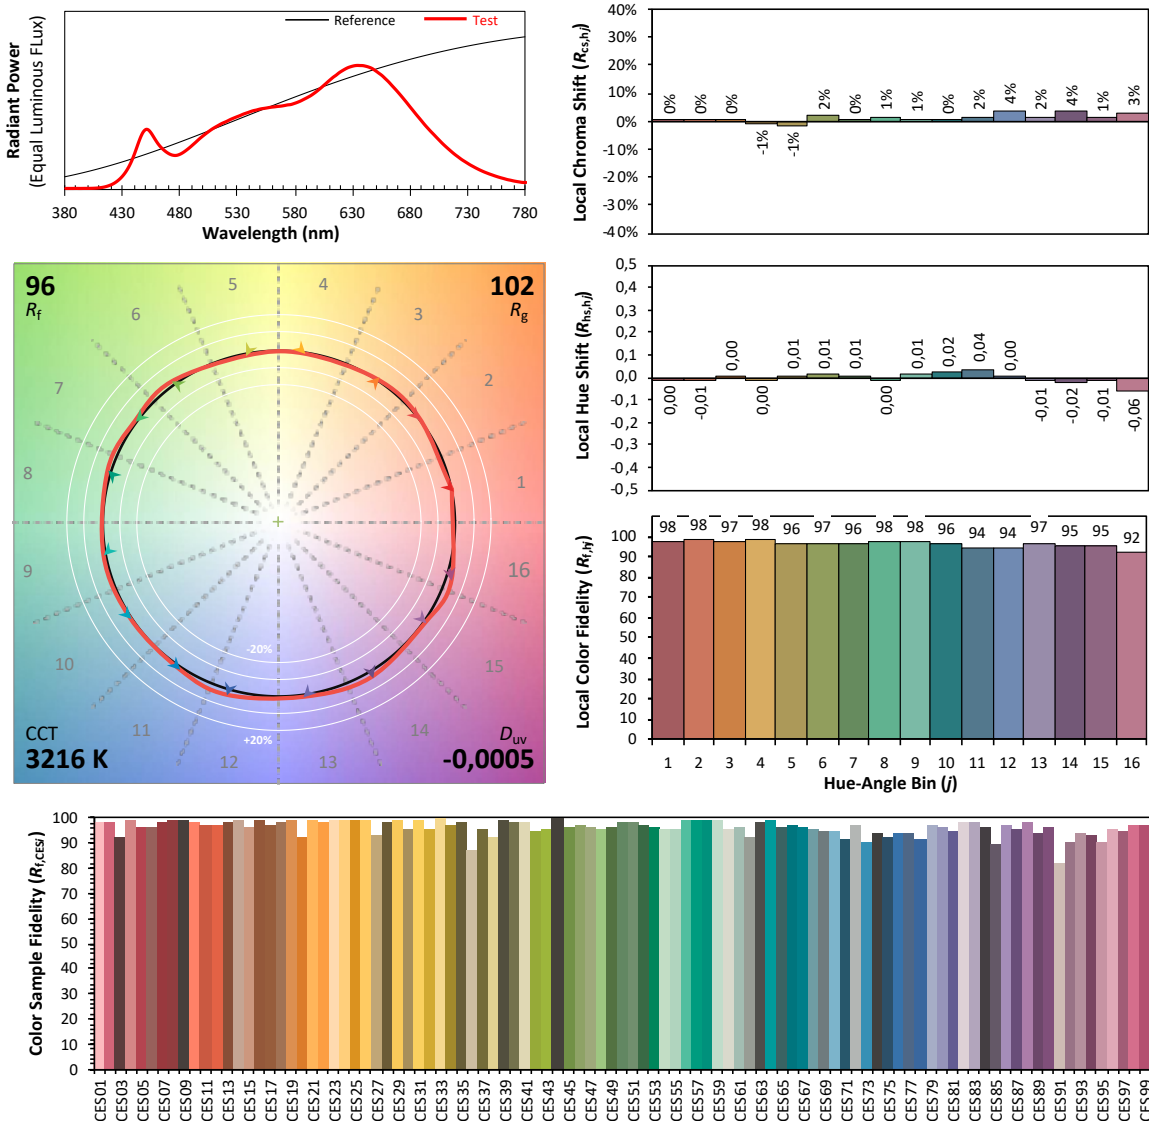 Reference
Test
Radiant Power
(Equal Luminous FLux)
380 430 480 530 580 630 680 730 780
Wavelength (nm)
Local Chroma Shift (Rcs,hj)
40%
30%
20%
10%
0%
-10%
-20%
-30%
-40%
0% 0% 0% -1% -1% 2% 0% 1% 1% 0% 2% 4% 2% 4% 1% 3%
96
Rf
102
Rg
5 4
6 3
7 2
8 1
9 16
10 15
11 14
12 13
-20%
+20%
CCT
3216 K
Duv
-0,0005
Local Hue Shift (Rhs,hj)
0,5
0,4
0,3
0,2
0,1
0,0
-0,1
-0,2
-0,3
-0,4
-0,5
0,00 -0,01 0,00 0,00 0,01 0,01 0,01 0,00 0,01 0,02 0,04 0,00 -0,01 -0,02 -0,01 -0,06
Local Color Fidelity (Rf,hj)
100
90
80
70
60
50
40
30
20
10
0
98 98 97 98 96 97 96 98 98 96 94 94 97 95 95 92
1 2 3 4 5 6 7 8 9 10 11 12 13 14 15 16
Hue-Angle Bin (j)
Color Sample Fidelity (Rf,CESi)
100
90
80
70
60
50
40
30
20
10
0
CES01 CES03 CES05 CES07 CES09 CES11 CES13 CES15 CES17 CES19 CES21 CES23 CES25 CES27 CES29 CES31 CES33 CES35 CES37 CES39 CES41 CES43 CES45 CES47 CES49 CES51 CES53 CES55 CES57 CES59 CES61 CES63 CES65 CES67 CES69 CES71 CES73 CES75 CES77 CES79 CES81 CES83 CES85 CES87 CES89 CES91 CES93 CES95 CES97 CES99